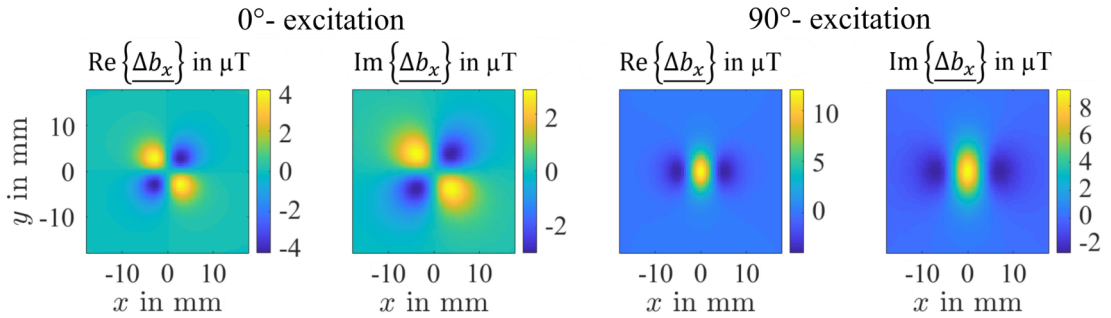 0°- excitation
90°- excitation
Re {Δb_x} in μT
Im {Δb_x} in μT
Re {Δb_x} in μT
Im {Δb_x} in μT
y in mm
10
0
-10
-10 0 10
x in mm
4
2
0
-2
-4
-10 0 10
x in mm
2
0
-2
-10 0 10
x in mm
10
5
0
-10 0 10
x in mm
8
6
4
2
0
-2